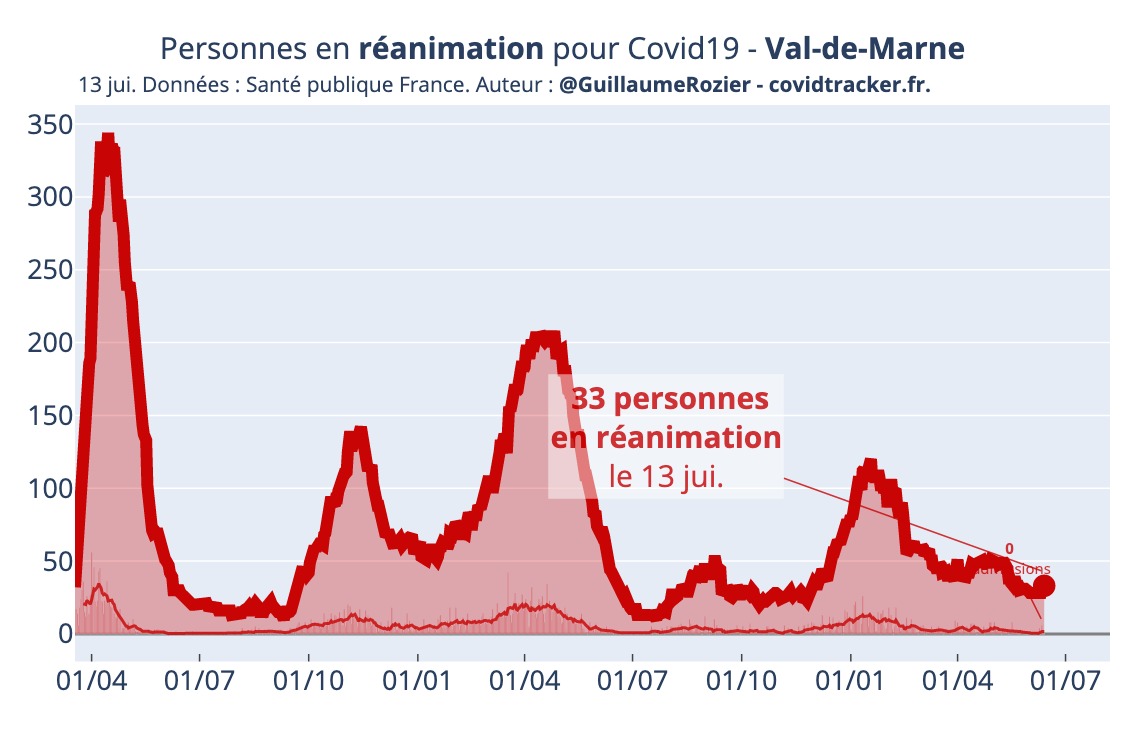 Personnes en réanimation pour Covid19 - Val-de-Marne
13 jui. Données : Santé publique France. Auteur : @GuillaumeRozier - covidtracker.fr.
350
300
250
200
150
100
50
0
33 personnes
en réanimation
le 13 jui.
0
01/04 01/07 01/10 01/01 01/04 01/07 01/10 01/01 01/04 01/07